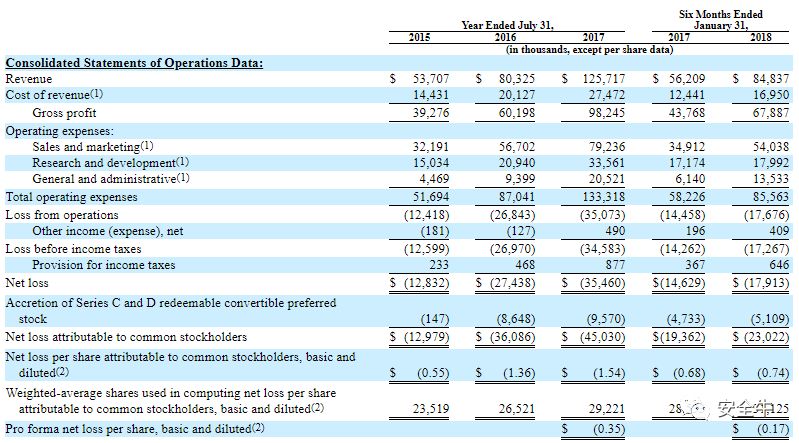 Six Months Ended
Year Ended July 31, January 31,
2015 2016 2017 2017 2018
(in thousands, except per share data)
Consolidated Statements of Operations Data:
Revenue $ 53,707 $ 80,325 $ 125,717 $ 56,209 $ 84,837
Cost of revenue(1) 14,431 20,127 27,472 12,441 16,950
Gross profit 39,276 60,198 98,245 43,768 67,887
Operating expenses:
Sales and marketing(1) 32,191 56,702 79,236 34,912 54,038
Research and development(1) 15,034 20,940 33,561 17,174 17,992
General and administrative(1) 4,469 9,399 20,521 6,140 13,533
Total operating expenses 51,694 87,041 133,318 58,226 85,563
Loss from operations (12,418) (26,843) (35,073) (14,458) (17,676)
Other income (expense), net (181) (127) 490 196 409
Loss before income taxes (12,599) (26,970) (34,583) (14,262) (17,267)
Provision for income taxes 233 468 877 367 646
Net loss $ (12,832) $ (27,438) $ (35,460) $(14,629) $ (17,913)
Accretion of Series C and D redeemable convertible preferred
stock (147) (8,648) (9,570) (4,733) (5,109)
Net loss attributable to common stockholders $ (12,979) $ (36,086) $ (45,030) $(19,362) $ (23,022)
Net loss per share attributable to common stockholders, basic and
diluted(2) $ (0.55) $ (1.36) $ (1.54) $ (0.68) $ (0.74)
Weighted-average shares used in computing net loss per share
attributable to common stockholders, basic and diluted(2) 23,519 26,521 29,221
安全牛
Pro forma net loss per share, basic and diluted(2) $ (0.35) $ (0.17)